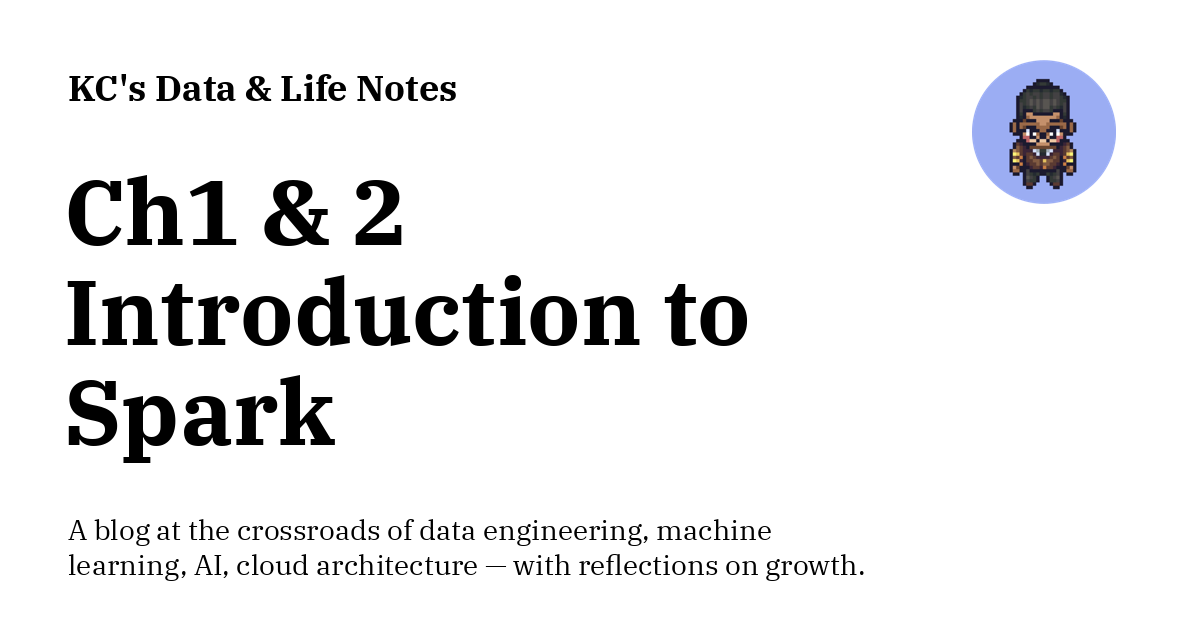 KC's Data & Life Notes
Ch1 & 2
Introduction to
Spark
A blog at the crossroads of data engineering, machine
learning, AI, cloud architecture — with reflections on growth.